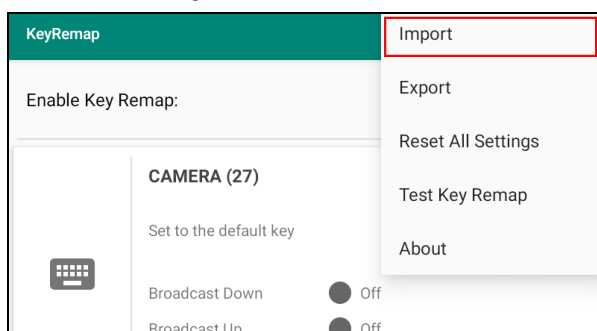 KeyRemap
Import
Enable Key Remap:
Export
Reset All Settings
CAMERA (27)
Test Key Remap
Set to the default key
About
Broadcast Down Off
Broadcast Up Off